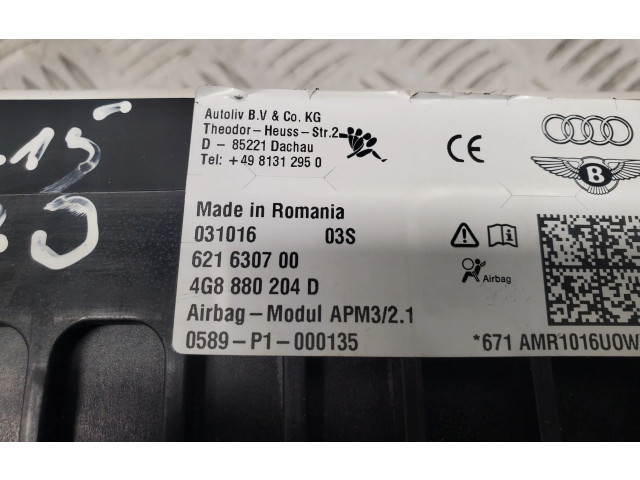 Autoliv B.V & Co. KG
Theodor-Heuss-Str.2
D - 85221 Dachau
Tel: +49 8131 295 0
CE
B
Made in Romania
031016 03S
621 6307 00
4G8 880 204 D
Airbag-Modul APM3/2.1
0589-P1-000135
Airbag
*671 AMR1016UOW